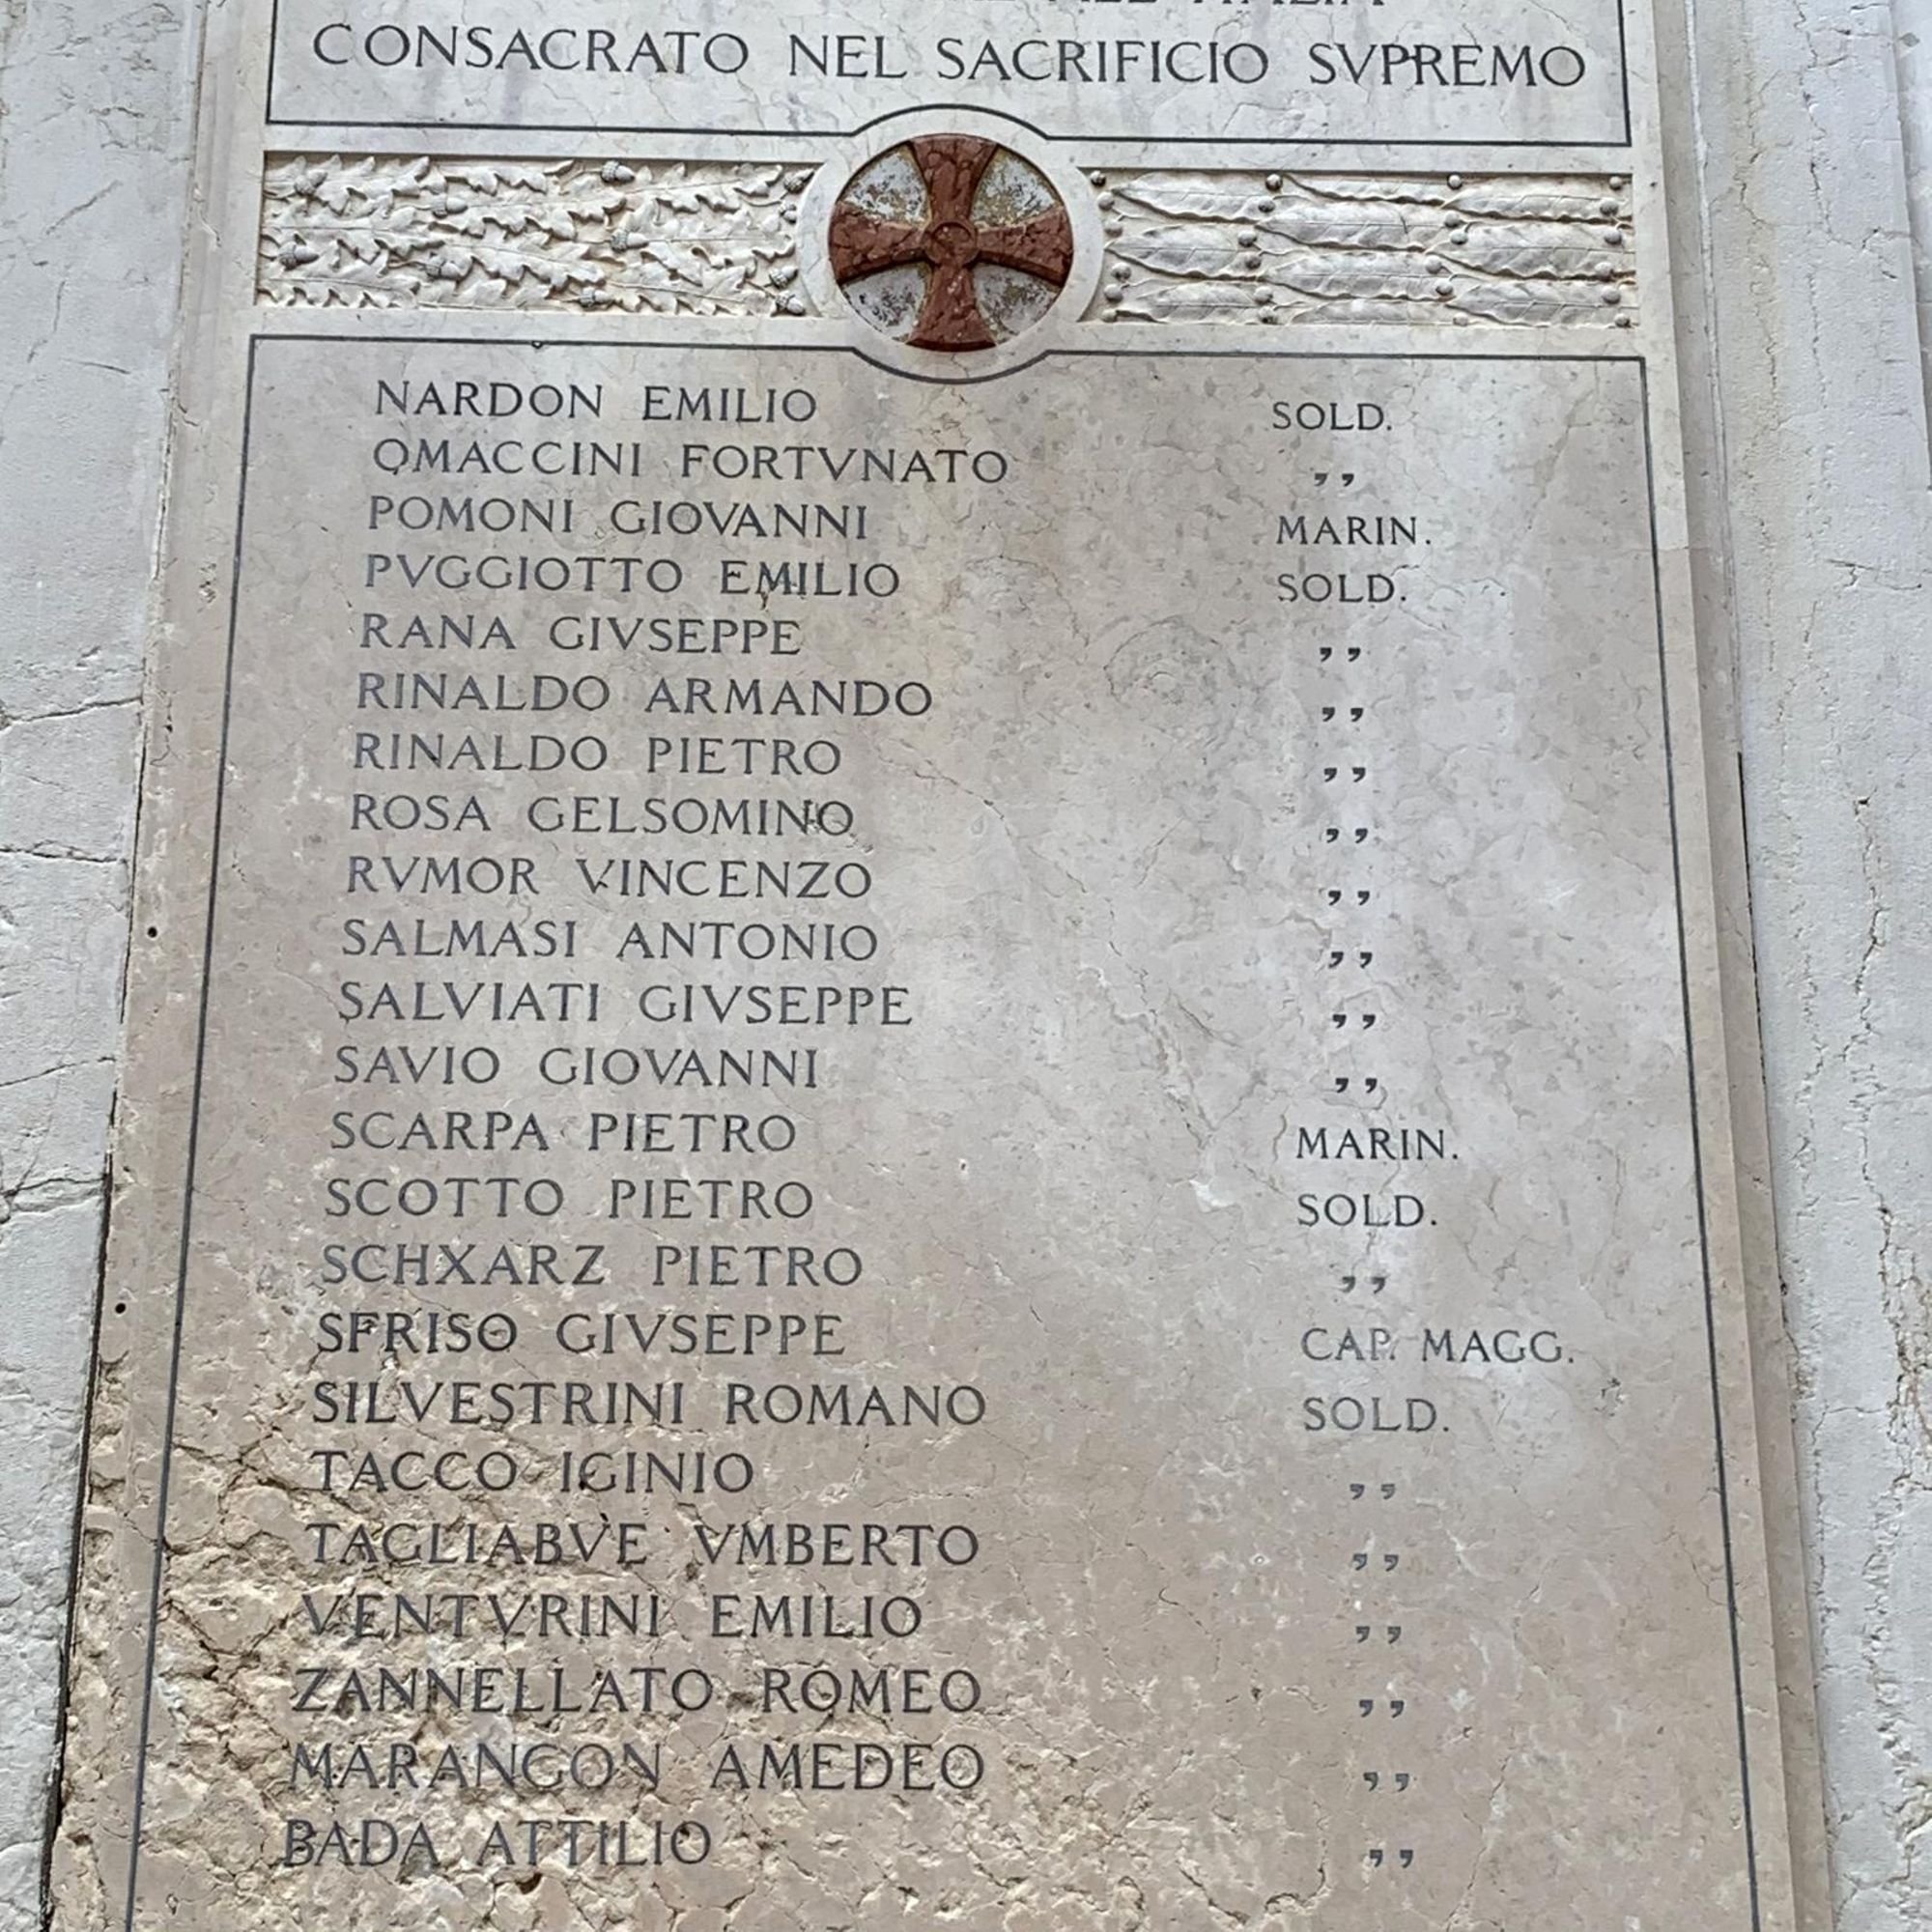 CONSACRATO NEL SACRIFICIO SVPREMO
NARDON EMILIO SOLD.
OMACCINI FORTVNATO ,,
POMONI GIOVANNI MARIN.
PVGGIOTTO EMILIO SOLD.
RANA GIVSEPPE ,,
RINALDO ARMANDO ,,
RINALDO PIETRO ,,
ROSA GELSOMINO ,,
RVMOR VINCENZO ,,
SALMASI ANTONIO ,,
SALVIATI GIVSEPPE ,,
SAVIO GIOVANNI ,,
SCARPA PIETRO MARIN.
SCOTTO PIETRO SOLD.
SCHXARZ PIETRO ,,
SFRISO GIVSEPPE CAP. MAGG.
SILVESTRINI ROMANO SOLD.
TACCO IGINIO ,,
TAGLIABVE VMBERTO ,,
VENTVRINI EMILIO ,,
ZANNELLATO ROMEO ,,
MARANGON AMEDEO ,,
BADA ATTILIO ,,